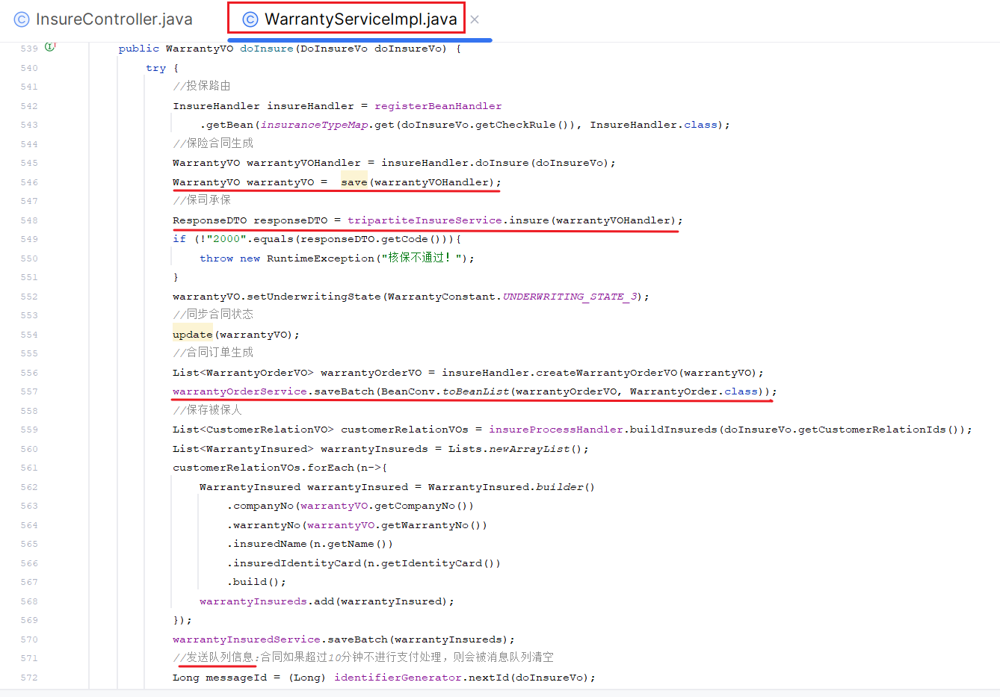 InsureController.java WarrantyServiceImpl.java
539 public WarrantyVO doInsure(DoInsureVo doInsureVo) {
540 try {
541 //投保路由
542 InsureHandler insureHandler = registerBeanHandler
543 .getBean(insuranceTypeMap.get(doInsureVo.getCheckRule()), InsureHandler.class);
544 //保险合同生成
545 WarrantyVO warrantyVOHandler = insureHandler.doInsure(doInsureVo);
546 WarrantyVO warrantyVO = save(warrantyVOHandler);
547 //保司承保
548 ResponseDTO responseDTO = tripartiteInsureService.insure(warrantyVOHandler);
549 if (!"2000".equals(responseDTO.getCode())){
550 throw new RuntimeException("核保不通过！");
551 }
552 warrantyVO.setUnderwritingState(WarrantyConstant.UNDERWRITING_STATE_3);
553 //同步合同状态
554 update(warrantyVO);
555 //合同订单生成
556 List<WarrantyOrderVO> warrantyOrderVO = insureHandler.createWarrantyOrderVO(warrantyVO);
557 warrantyOrderService.saveBatch(BeanConv.toBeanList(warrantyOrderVO, WarrantyOrder.class));
558 //保存被保人
559 List<CustomerRelationVO> customerRelationVOs = insureProcessHandler.buildInsureds(doInsureVo.getCustomerRelationIds());
560 List<WarrantyInsured> warrantyInsureds = Lists.newArrayList();
561 customerRelationVOs.forEach(n->{
562 WarrantyInsured warrantyInsured = WarrantyInsured.builder()
563 .companyNo(warrantyVO.getCompanyNo())
564 .warrantyNo(warrantyVO.getWarrantyNo())
565 .insuredName(n.getName())
566 .insuredIdentityCard(n.getIdentityCard())
567 .build();
568 warrantyInsureds.add(warrantyInsured);
569 });
570 warrantyInsuredService.saveBatch(warrantyInsureds);
571 //发送队列信息:合同如果超过10分钟不进行支付处理，则会被消息队列清空
572 Long messageId = (Long) identifierGenerator.nextId(doInsureVo);